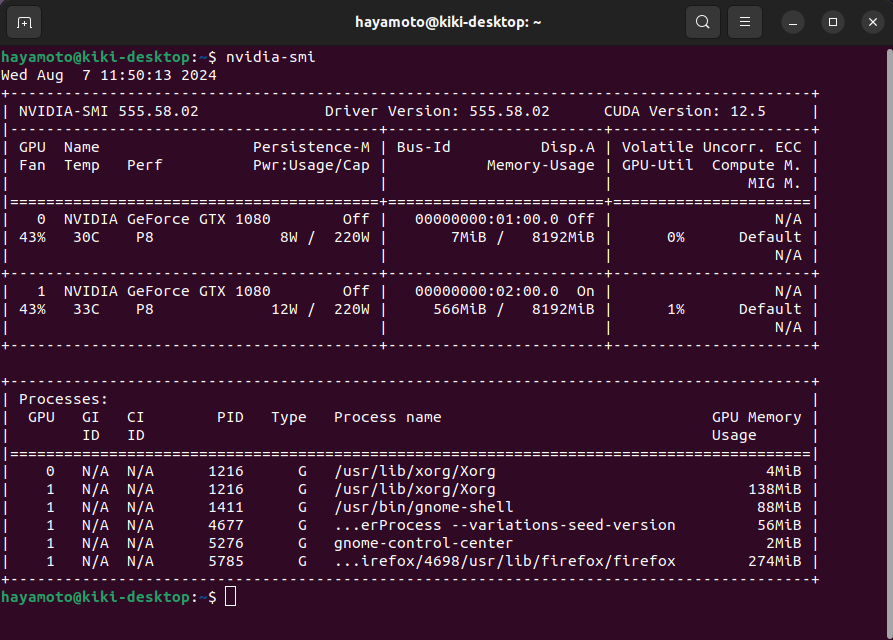 hayamoto@kiki-desktop: ~
hayamoto@kiki-desktop:~$ nvidia-smi
Wed Aug  7 11:50:13 2024
+-----------------------------------------------------------------------------------------+
| NVIDIA-SMI 555.58.02              Driver Version: 555.58.02      CUDA Version: 12.5     |
|-----------------------------------------+------------------------+----------------------+
| GPU  Name                 Persistence-M | Bus-Id          Disp.A | Volatile Uncorr. ECC |
| Fan  Temp   Perf          Pwr:Usage/Cap |           Memory-Usage | GPU-Util  Compute M. |
|                                         |                        |               MIG M. |
|=========================================+========================+======================|
|   0  NVIDIA GeForce GTX 1080        Off |   00000000:01:00.0 Off |                  N/A |
| 43%   30C    P8              8W /  220W |       7MiB /   8192MiB |      0%      Default |
|                                         |                        |                  N/A |
+-----------------------------------------+------------------------+----------------------+
|   1  NVIDIA GeForce GTX 1080        Off |   00000000:02:00.0  On |                  N/A |
| 43%   33C    P8             12W /  220W |     566MiB /   8192MiB |      1%      Default |
|                                         |                        |                  N/A |
+-----------------------------------------+------------------------+----------------------+
+-----------------------------------------------------------------------------------------+
| Processes:                                                                              |
|  GPU   GI   CI        PID   Type   Process name                              GPU Memory |
|        ID   ID                                                               Usage      |
|=========================================================================================|
|    0   N/A  N/A      1216      G   /usr/lib/xorg/Xorg                              4MiB |
|    1   N/A  N/A      1216      G   /usr/lib/xorg/Xorg                            138MiB |
|    1   N/A  N/A      1411      G   /usr/bin/gnome-shell                           88MiB |
|    1   N/A  N/A      4677      G   ...erProcess --variations-seed-version         56MiB |
|    1   N/A  N/A      5276      G   gnome-control-center                            2MiB |
|    1   N/A  N/A      5785      G   ...irefox/4698/usr/lib/firefox/firefox        274MiB |
+-----------------------------------------------------------------------------------------+
hayamoto@kiki-desktop:~$